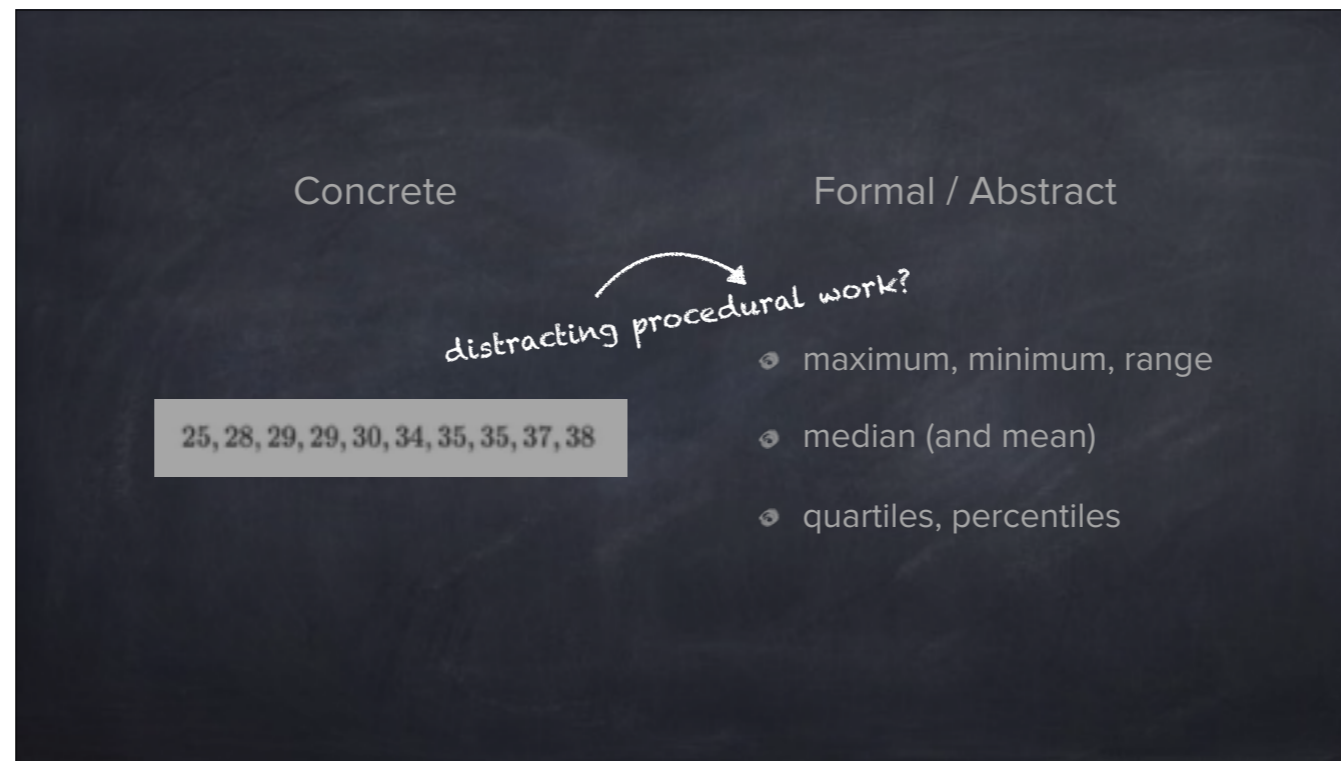 Concrete
Formal / Abstract
distracting procedural work?
maximum, minimum, range
25, 28, 29, 29, 30, 34, 35, 35, 37, 38
median (and mean)
quartiles, percentiles